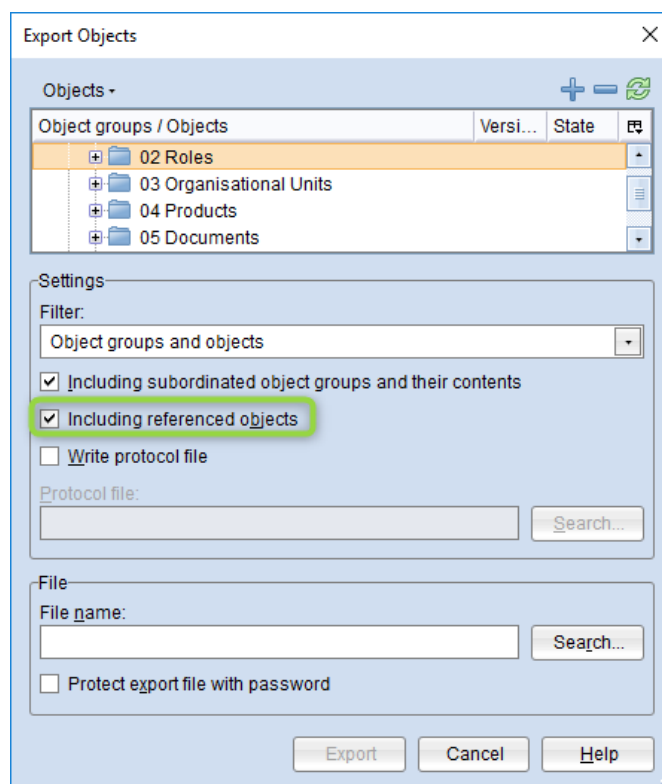 Export Objects
Objects
Object groups / Objects Versi... State
02 Roles
03 Organisational Units
04 Products
05 Documents
Settings
Filter:
Object groups and objects
Including subordinated object groups and their contents
Including referenced objects
Write protocol file
Protocol file:
Search...
File
File name:
Search...
Protect export file with password
Export Cancel Help